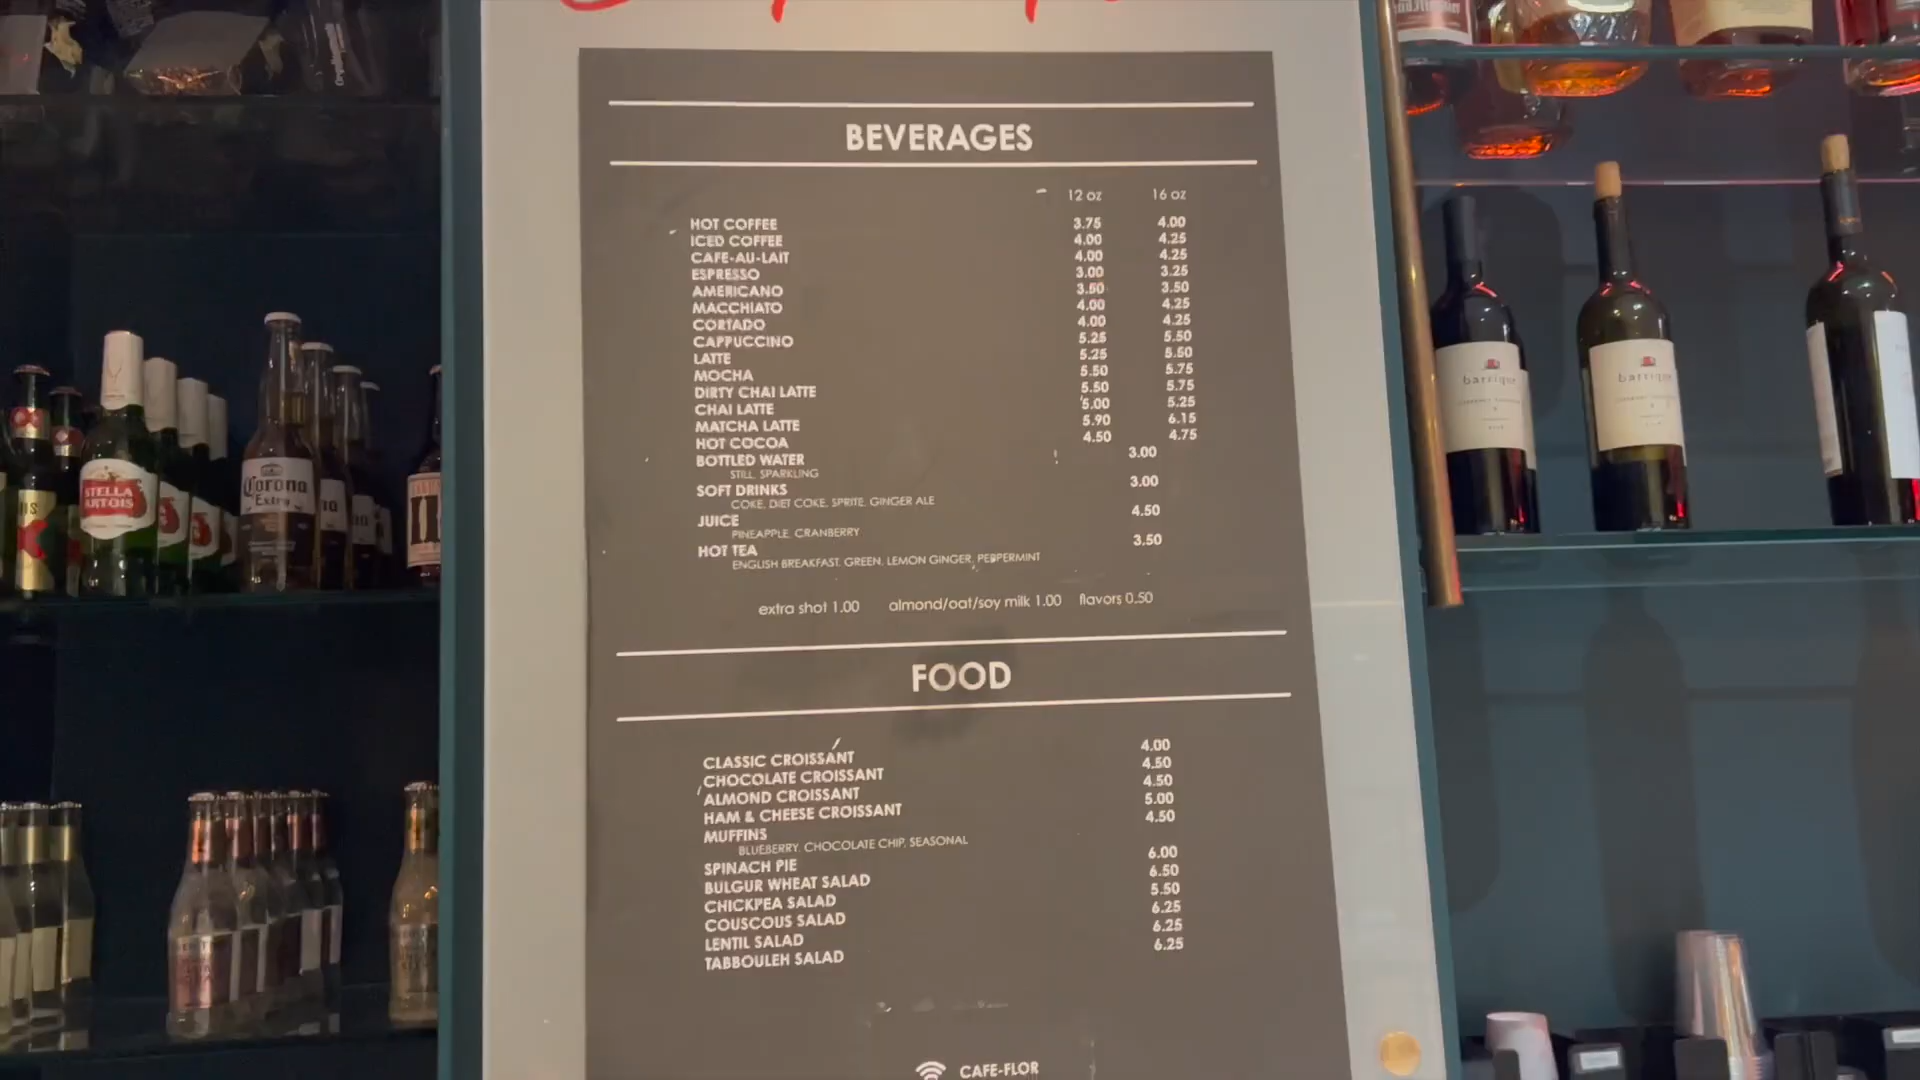 BEVERAGES
12 oz 16 oz
HOT COFFEE 3.75 4.00
ICED COFFEE 4.00 4.25
CAFE-AU-LAIT 4.00 4.25
ESPRESSO 3.00 3.25
AMERICANO 3.50 3.50
MACCHIATO 4.00 4.25
CORTADO 4.00 4.25
CAPPUCCINO 5.25 5.50
LATTE 5.25 5.50
MOCHA 5.50 5.75
DIRTY CHAI LATTE 5.50 5.75
CHAI LATTE 5.00 5.25
MATCHA LATTE 5.90 6.15
HOT COCOA 4.50 4.75
BOTTLED WATER 3.00
STILL, SPARKLING
SOFT DRINKS 3.00
COKE, DIET COKE, SPRITE, GINGER ALE
JUICE 4.50
PINEAPPLE, CRANBERRY
HOT TEA 3.50
ENGLISH BREAKFAST, GREEN, LEMON GINGER, PEPPERMINT
extra shot 1.00 almond/oat/soy milk 1.00 flavors 0.50
FOOD
CLASSIC CROISSANT 4.00
CHOCOLATE CROISSANT 4.50
ALMOND CROISSANT 4.50
HAM & CHEESE CROISSANT 5.00
MUFFINS 4.50
BLUEBERRY, CHOCOLATE CHIP, SEASONAL
SPINACH PIE 6.00
BULGUR WHEAT SALAD 6.50
CHICKPEA SALAD 5.50
COUSCOUS SALAD 6.25
LENTIL SALAD 6.25
TABBOULEH SALAD 6.25
CAFE-FLOR
STELLA
ARTOIS
Corona
Extra
barrique
barrique